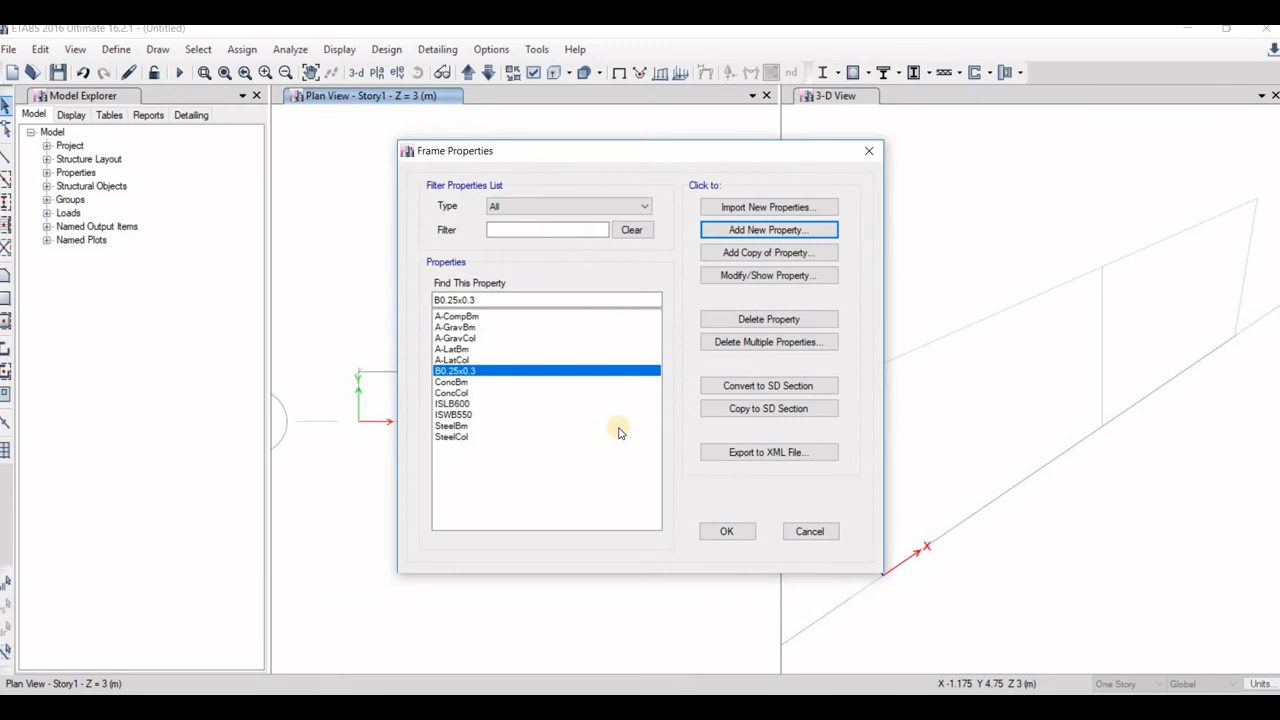 ETABS 2016 Ultimate 16.2.1 - (Untitled)
File Edit View Define Draw Select Assign Analyze Display Design Detailing Options Tools Help
3-d nd
Model Explorer
Plan View - Story1 - Z = 3 (m)
3-D View
Model Display Tables Reports Detailing
Model
Project
Structure Layout
Properties
Structural Objects
Groups
Loads
Named Output Items
Named Plots
Frame Properties
Filter Properties List
Type All
Filter Clear
Properties
Find This Property
B0.25x0.3
A-CompBm
A-GravBm
A-GravCol
A-LatBm
A-LatCol
B0.25x0.3
ConcBm
ConcCol
ISLB600
ISWB550
SteelBm
SteelCol
Click to:
Import New Properties...
Add New Property...
Add Copy of Property...
Modify/Show Property...
Delete Property
Delete Multiple Properties...
Convert to SD Section
Copy to SD Section
Export to XML File...
OK Cancel
Y
X
Plan View - Story1 - Z = 3 (m) X -1.175 Y 4.75 Z 3 (m) One Story Global Units...